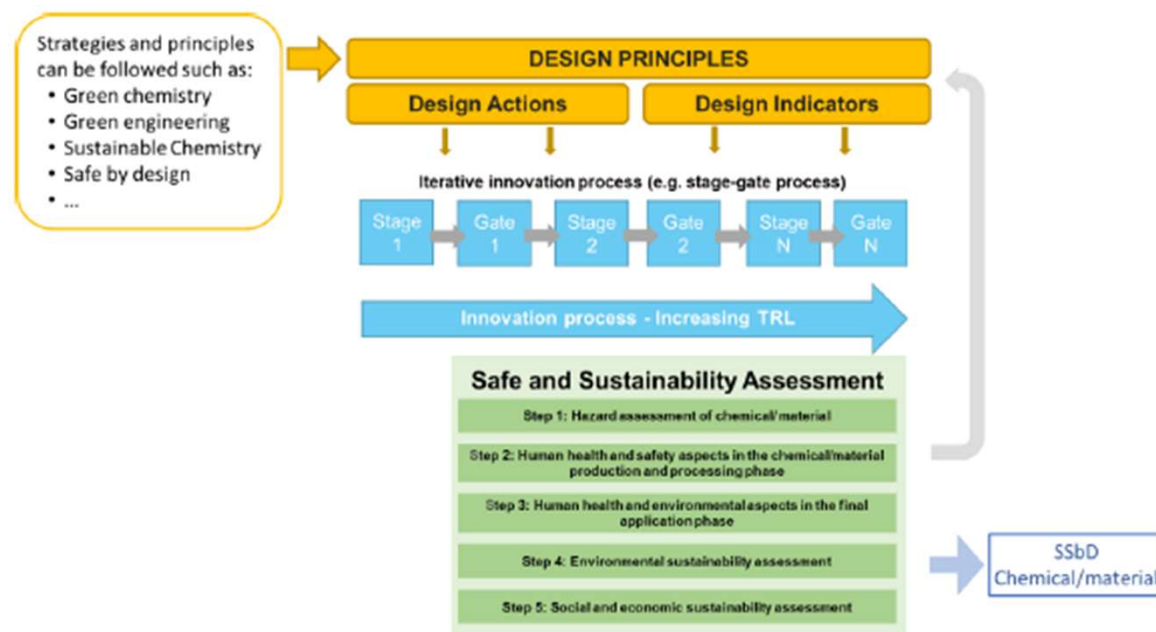 Strategies and principles
can be followed such as:
• Green chemistry
• Green engineering
• Sustainable Chemistry
• Safe by design
• ...
DESIGN PRINCIPLES
Design Actions
Design Indicators
Iterative innovation process (e.g. stage-gate process)
Stage
1
Gate
1
Stage
2
Gate
2
Stage
N
Gate
N
Innovation process - Increasing TRL
Safe and Sustainability Assessment
Step 1: Hazard assessment of chemical/material
Step 2: Human health and safety aspects in the chemical/material
production and processing phase
Step 3: Human health and environmental aspects in the final
application phase
Step 4: Environmental sustainability assessment
Step 5: Social and economic sustainability assessment
SSbD
Chemical/material